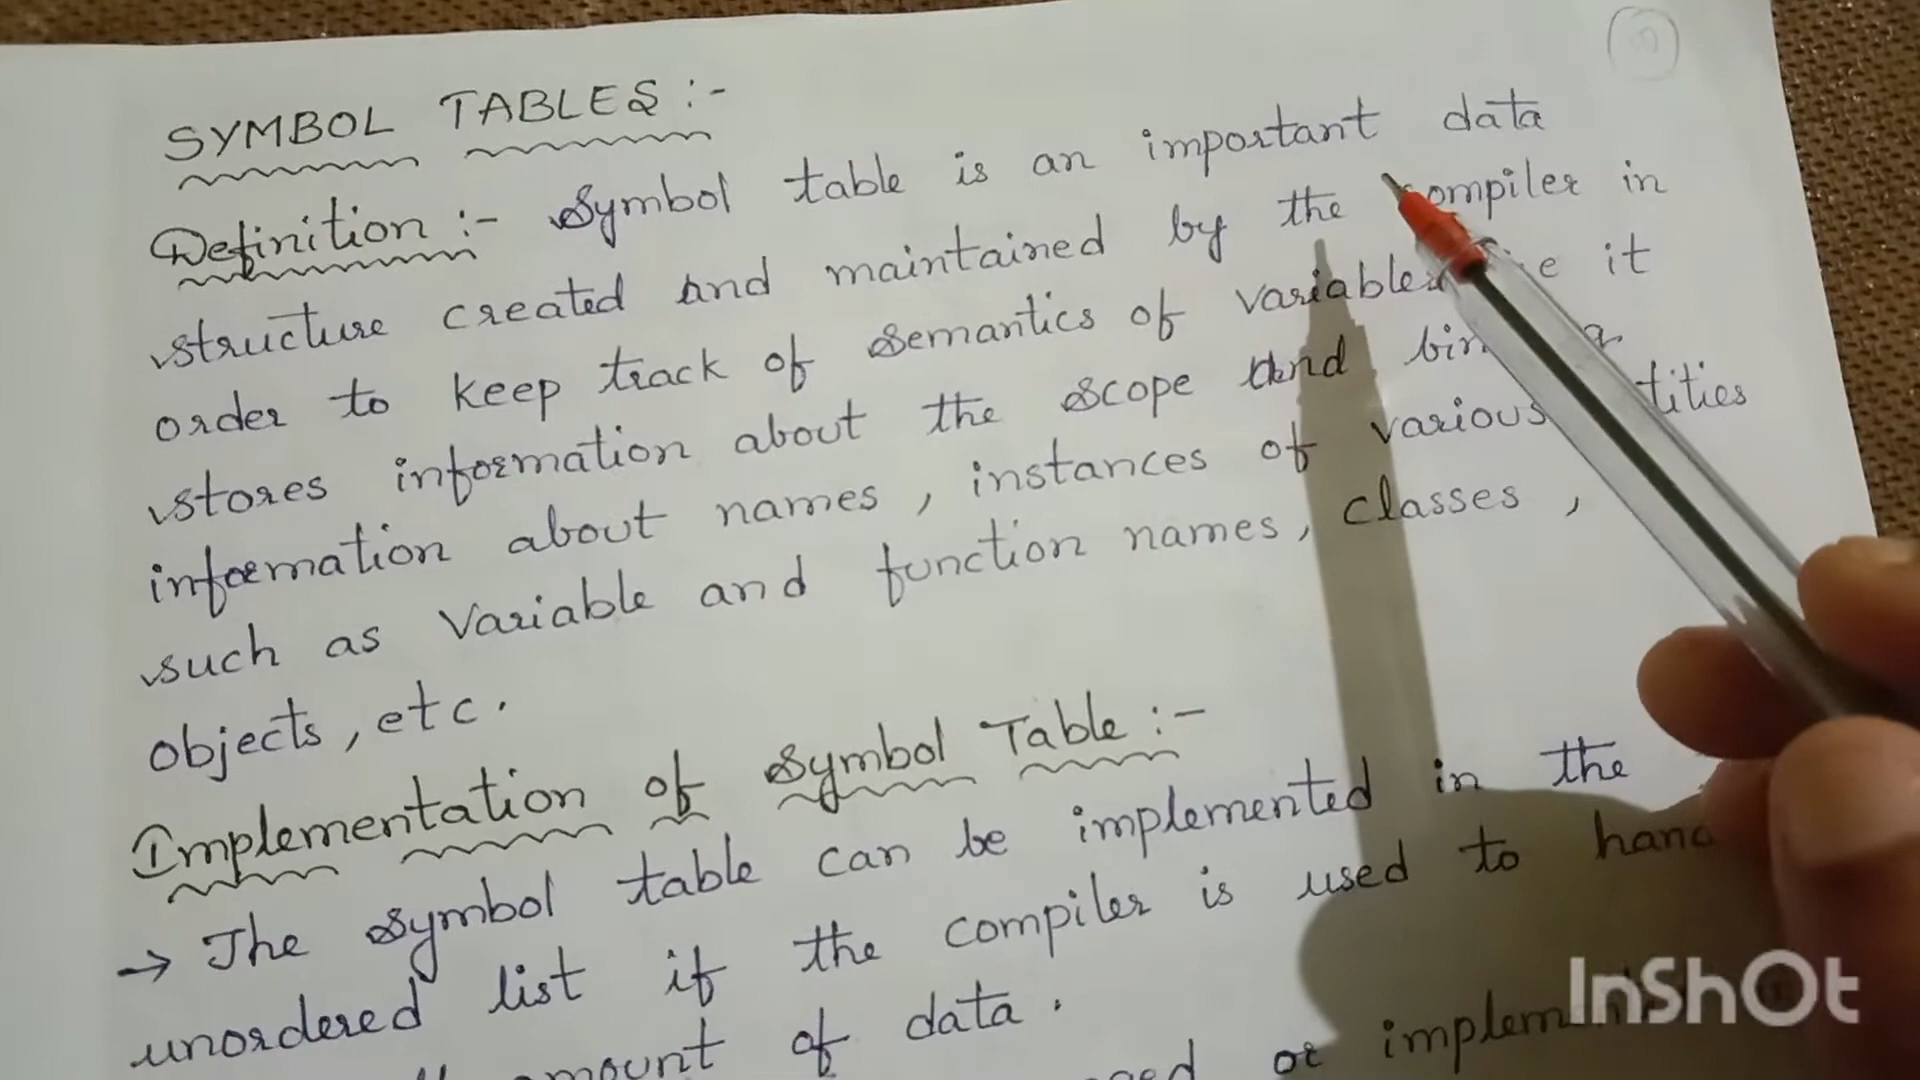 SYMBOL TABLES :-
Definition :- Symbol table is an important data
structure created and maintained by the compiler in
order to keep track of semantics of variables i.e it
stores information about the scope and
information about names, instances of various
such as variable and function names, classes,
objects, etc.
Implementation of Symbol Table :-
→ The symbol table can be implemented in the
unordered list if the compiler is used to
amount of data.
or
InShOt